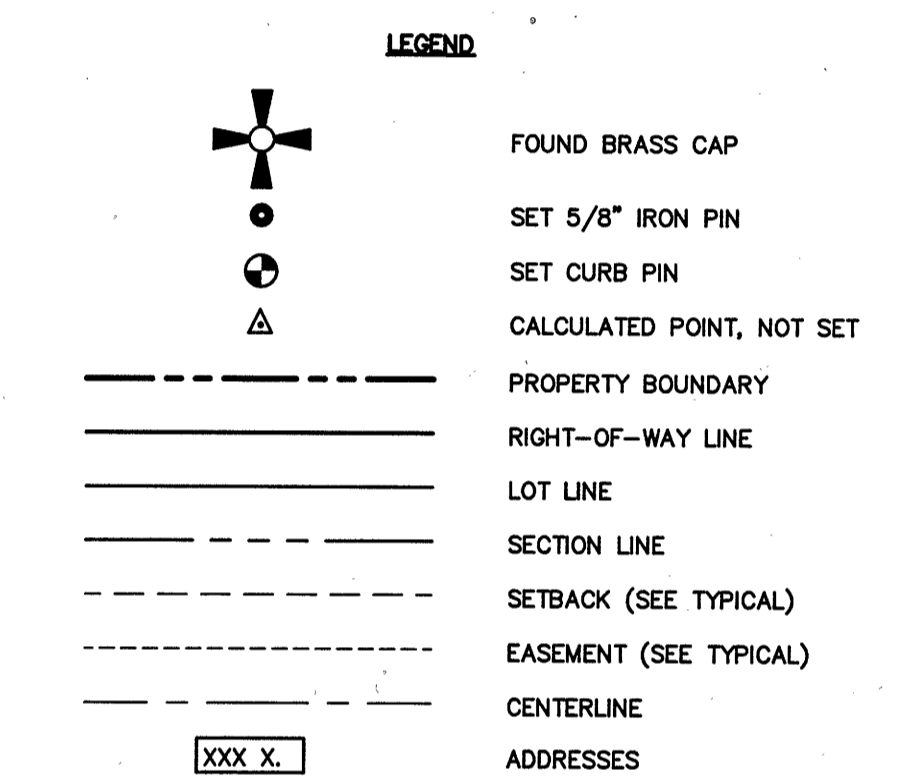 LEGEND
FOUND BRASS CAP
SET 5/8" IRON PIN
SET CURB PIN
CALCULATED POINT, NOT SET
PROPERTY BOUNDARY
RIGHT-OF-WAY LINE
LOT LINE
SECTION LINE
SETBACK (SEE TYPICAL)
EASEMENT (SEE TYPICAL)
CENTERLINE
XXX X. ADDRESSES